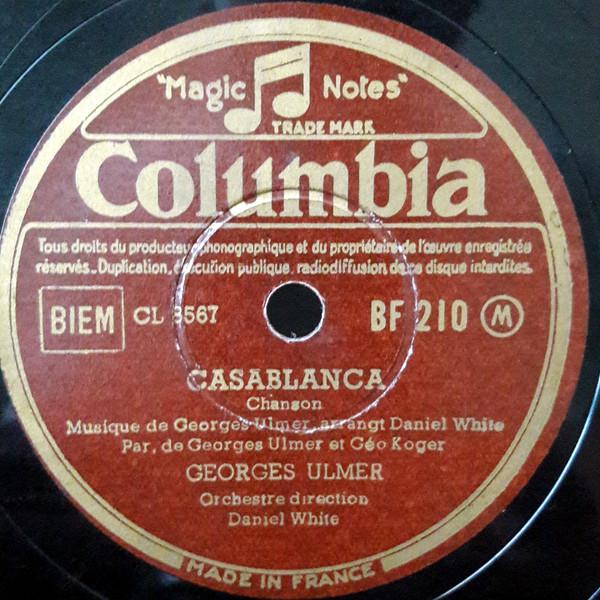 "Magic Notes"
TRADE MARK
Columbia
Tous droits du producteur phonographique et du propriétaire de l'œuvre enregistrée
réservés_Duplication, exécution publique, radiodiffusion de ce disque interdites.
BIEM CL 8567 BF 210 M
CASABLANCA
Chanson
Musique de Georges Ulmer, arrangt Daniel White
Par, de Georges Ulmer et Géo Koger
GEORGES ULMER
Orchestre direction
Daniel White
MADE IN FRANCE